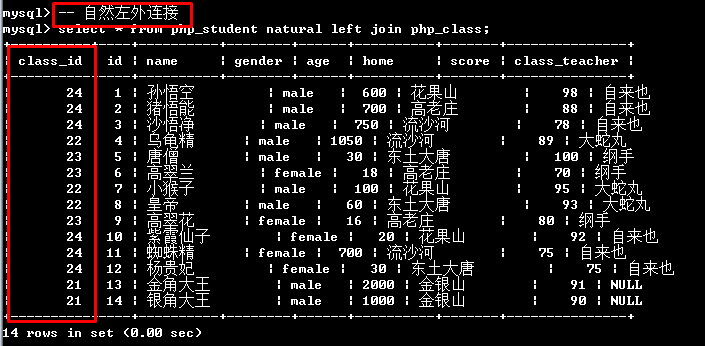 mysql> -- 自然左外连接
mysql> select * from php_student natural left join php_class;
+----------+----+----------+--------+------+----------+-------+---------------+
| class_id | id | name | gender | age | home | score | class_teacher |
+----------+----+----------+--------+------+----------+-------+---------------+
| 24 | 1 | 孙悟空 | male | 600 | 花果山 | 98 | 自来也
| 24 | 2 | 猪悟能 | male | 700 | 高老庄 | 88 | 自来也
| 24 | 3 | 沙悟净 | male | 750 | 流沙河 | 78 | 自来也
| 22 | 4 | 乌龟精 | male | 1050 | 流沙河 | 89 | 大蛇丸
| 23 | 5 | 唐僧 | male | 30 | 东土大唐 | 100 | 纲手
| 23 | 6 | 高翠兰 | female | 18 | 高老庄 | 70 | 纲手
| 22 | 7 | 小猴子 | male | 100 | 花果山 | 95 | 大蛇丸
| 22 | 8 | 皇帝 | male | 60 | 东土大唐 | 93 | 大蛇丸
| 23 | 9 | 高翠花 | female | 16 | 高老庄 | 80 | 纲手
| 24 | 10 | 紫霞仙子 | female | 20 | 花果山 | 92 | 自来也
| 24 | 11 | 蜘蛛精 | female | 700 | 流沙河 | 75 | 自来也
| 24 | 12 | 杨贵妃 | female | 30 | 东土大唐 | 75 | 自来也
| 21 | 13 | 金角大王 | male | 2000 | 金银山 | 91 | NULL
| 21 | 14 | 银角大王 | male | 1000 | 金银山 | 90 | NULL
+----------+----+----------+--------+------+----------+-------+---------------+
14 rows in set (0.00 sec)